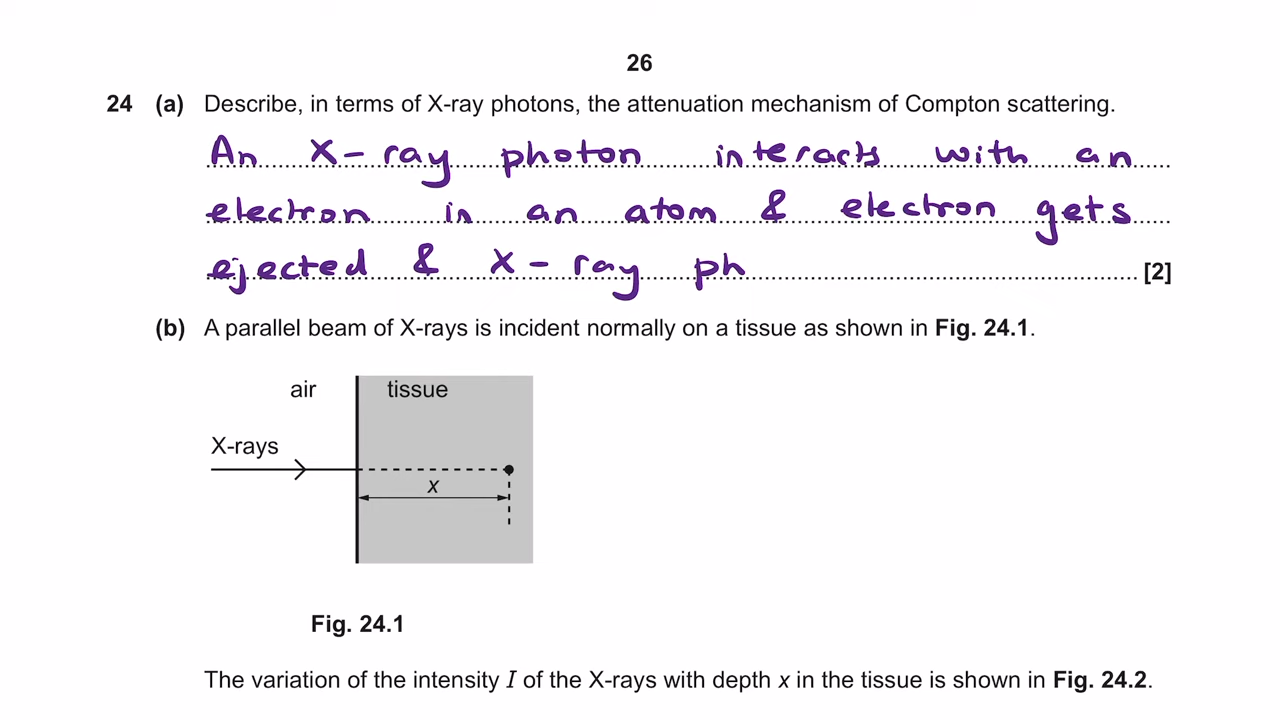 26
24 (a) Describe, in terms of X-ray photons, the attenuation mechanism of Compton scattering.
An X-ray photon interacts with an
electron in an atom & electron gets
ejected & X-ray ph
[2]
(b) A parallel beam of X-rays is incident normally on a tissue as shown in Fig. 24.1.
air tissue
X-rays
x
Fig. 24.1
The variation of the intensity I of the X-rays with depth x in the tissue is shown in Fig. 24.2.